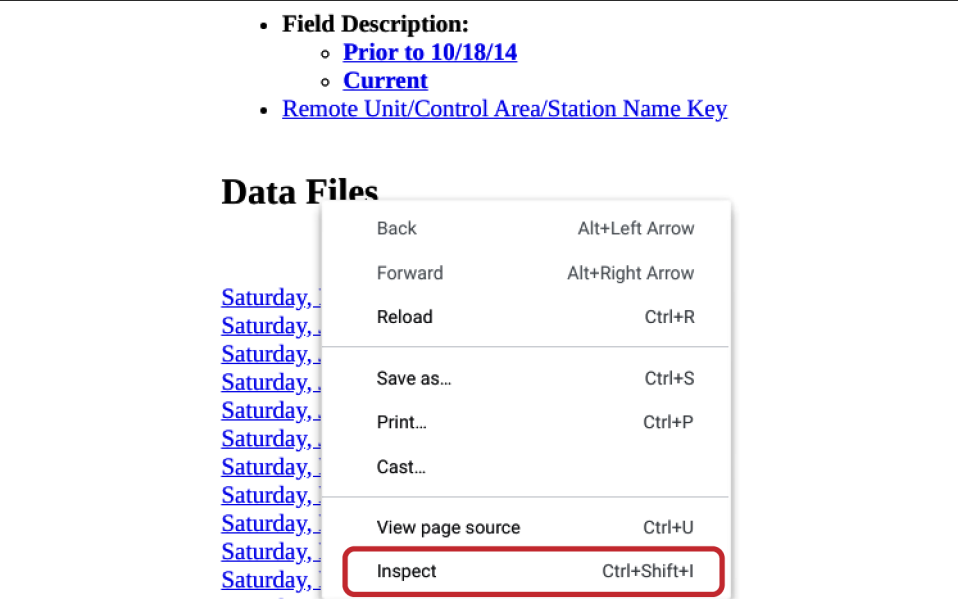 Field Description:
Prior to 10/18/14
Current
Remote Unit/Control Area/Station Name Key
Data Files
Back Alt+Left Arrow
Forward Alt+Right Arrow
Reload Ctrl+R
Save as... Ctrl+S
Print... Ctrl+P
Cast...
View page source Ctrl+U
Inspect Ctrl+Shift+I
Saturday,
Saturday,
Saturday,
Saturday,
Saturday,
Saturday,
Saturday,
Saturday,
Saturday,
Saturday,
Saturday,